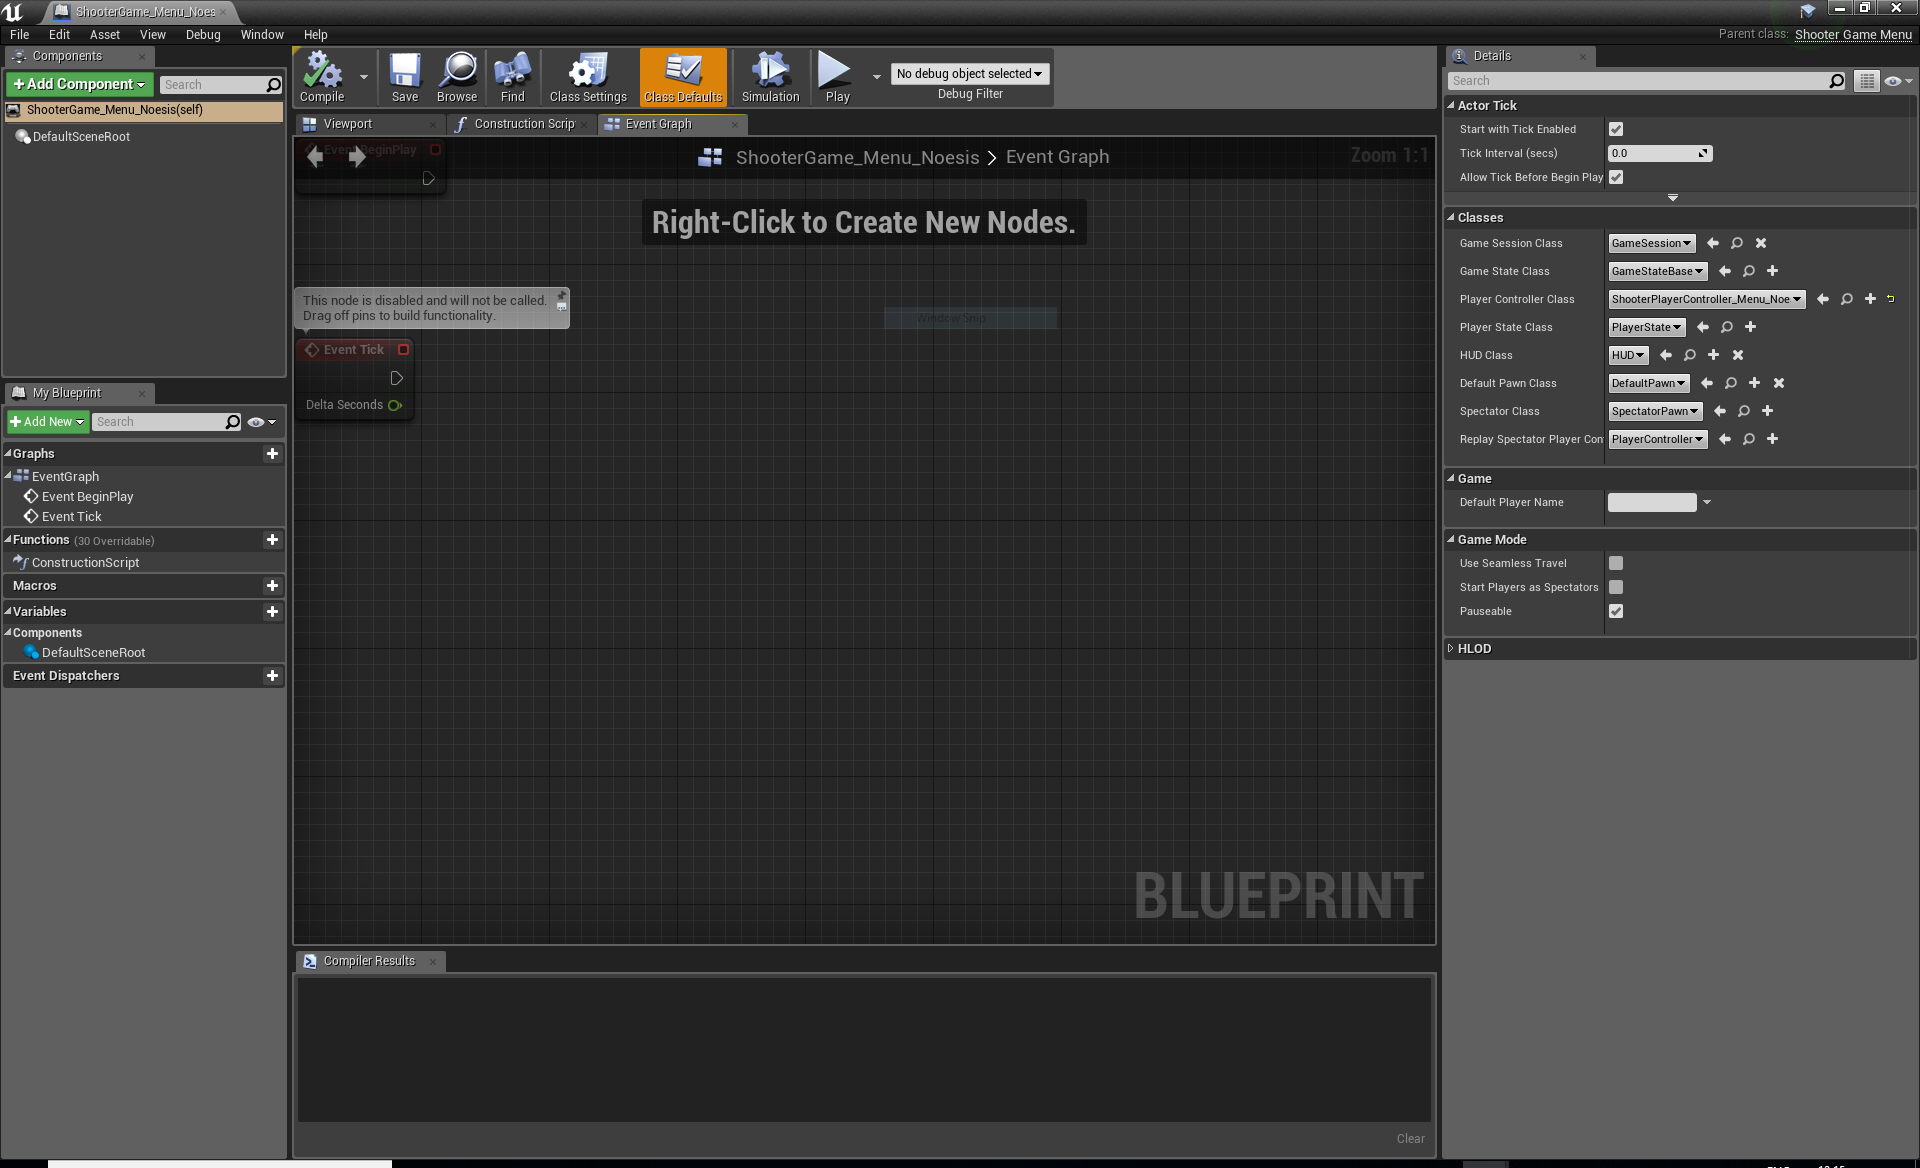 ShooterGame_Menu_Noes
File Edit Asset View Debug Window Help
Parent class: Shooter Game Menu
Components
Add Component
Search
ShooterGame_Menu_Noesis(self)
DefaultSceneRoot
My Blueprint
Add New
Search
Graphs
EventGraph
Event BeginPlay
Event Tick
Functions (30 Overridable)
ConstructionScript
Macros
Variables
Components
DefaultSceneRoot
Event Dispatchers
Compile
Save
Browse
Find
Class Settings
Class Defaults
Simulation
Play
No debug object selected
Debug Filter
Viewport
Construction Scrip
Event Graph
Event BeginPlay
ShooterGame_Menu_Noesis > Event Graph
Zoom 1:1
Right-Click to Create New Nodes.
This node is disabled and will not be called.
Drag off pins to build functionality.
Window Snip
Event Tick
Delta Seconds
BLUEPRINT
Compiler Results
Clear
Details
Search
Actor Tick
Start with Tick Enabled
Tick Interval (secs) 0.0
Allow Tick Before Begin Play
Classes
Game Session Class GameSession
Game State Class GameStateBase
Player Controller Class ShooterPlayerController_Menu_Noe
Player State Class PlayerState
HUD Class HUD
Default Pawn Class DefaultPawn
Spectator Class SpectatorPawn
Replay Spectator Player Con PlayerController
Game
Default Player Name
Game Mode
Use Seamless Travel
Start Players as Spectators
Pauseable
HLOD